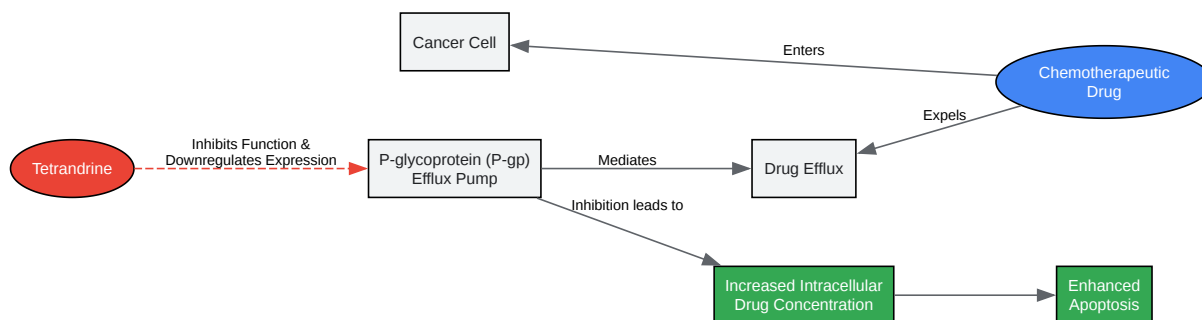 Cancer Cell
Enters
Chemotherapeutic
Drug
Expels
Tetrandrine
Inhibits Function &
Downregulates Expression
P-glycoprotein (P-gp)
Efflux Pump
Mediates
Drug Efflux
Inhibition leads to
Increased Intracellular
Drug Concentration
Enhanced
Apoptosis